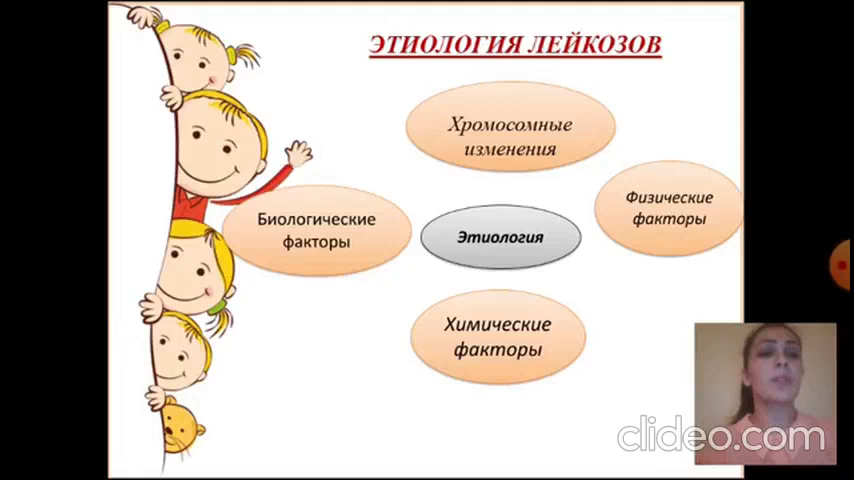 ЭТИОЛОГИЯ ЛЕЙКОЗОВ
Хромосомные
изменения
Физические
факторы
Биологические
факторы
Этиология
Химические
факторы
clideo.com